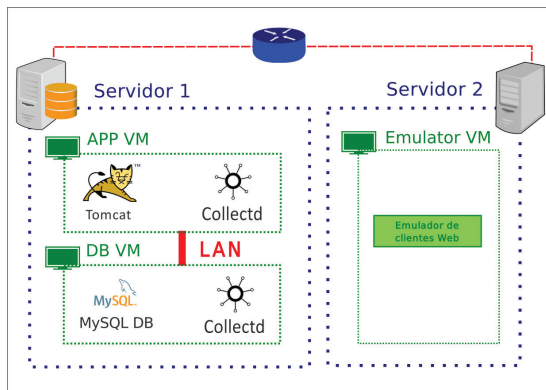 Servidor 1
Servidor 2
APP VM
Emulator VM
TM
Tomcat
Collectd
Emulador de
clientes Web
LAN
DB VM
MySQL
MySQL DB
Collectd